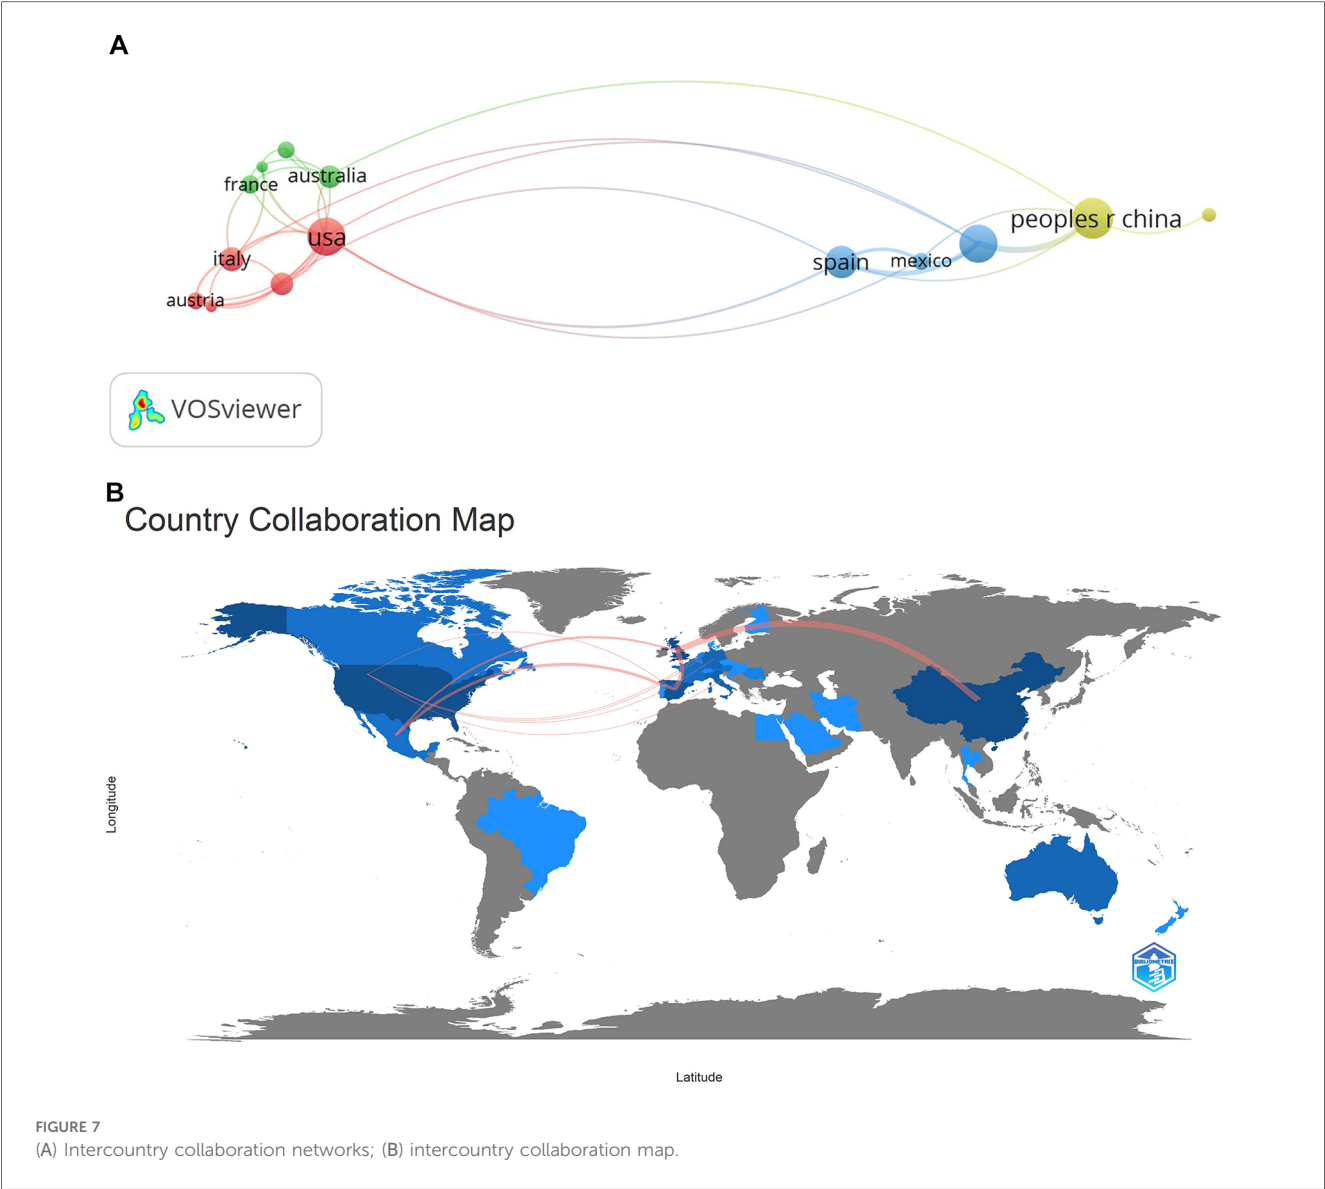 A
france
australia
usa
italy
austria
spain
mexico
peoples r china
VOSviewer
B
Country Collaboration Map
Longitude
BIBLIOMETRIX
Latitude
FIGURE 7
(A) Intercountry collaboration networks; (B) intercountry collaboration map.